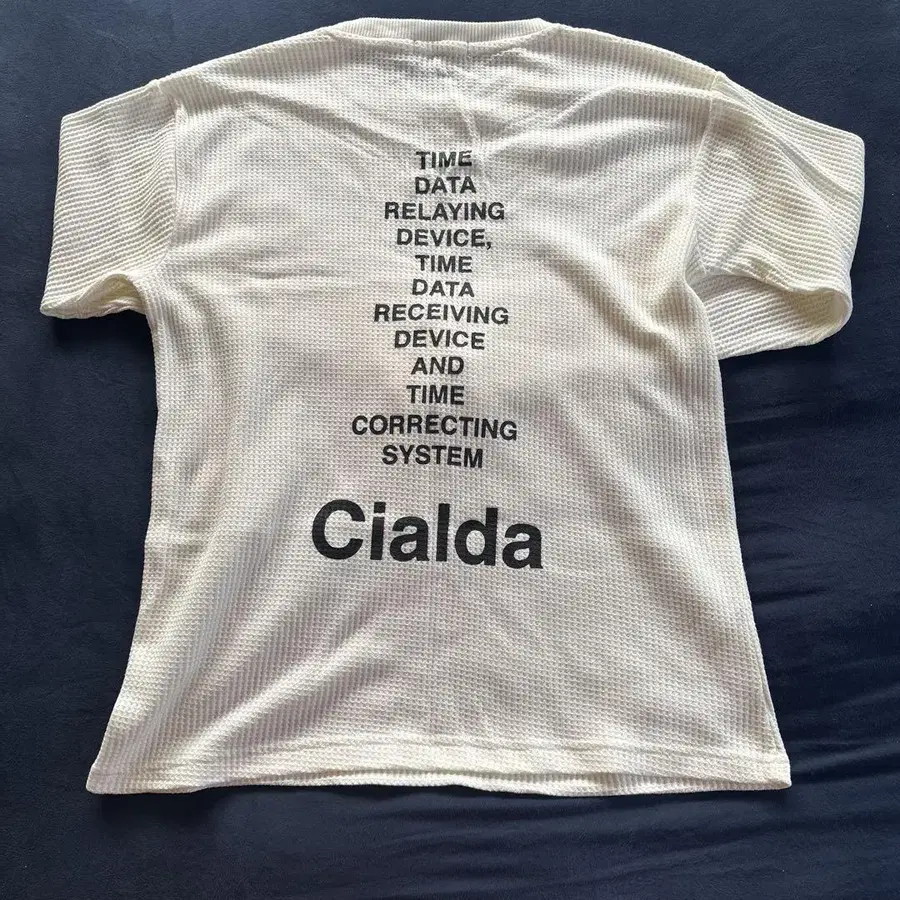 TIME
DATA
RELAYING
DEVICE,
TIME
DATA
RECEIVING
DEVICE
AND
TIME
CORRECTING
SYSTEM
Cialda